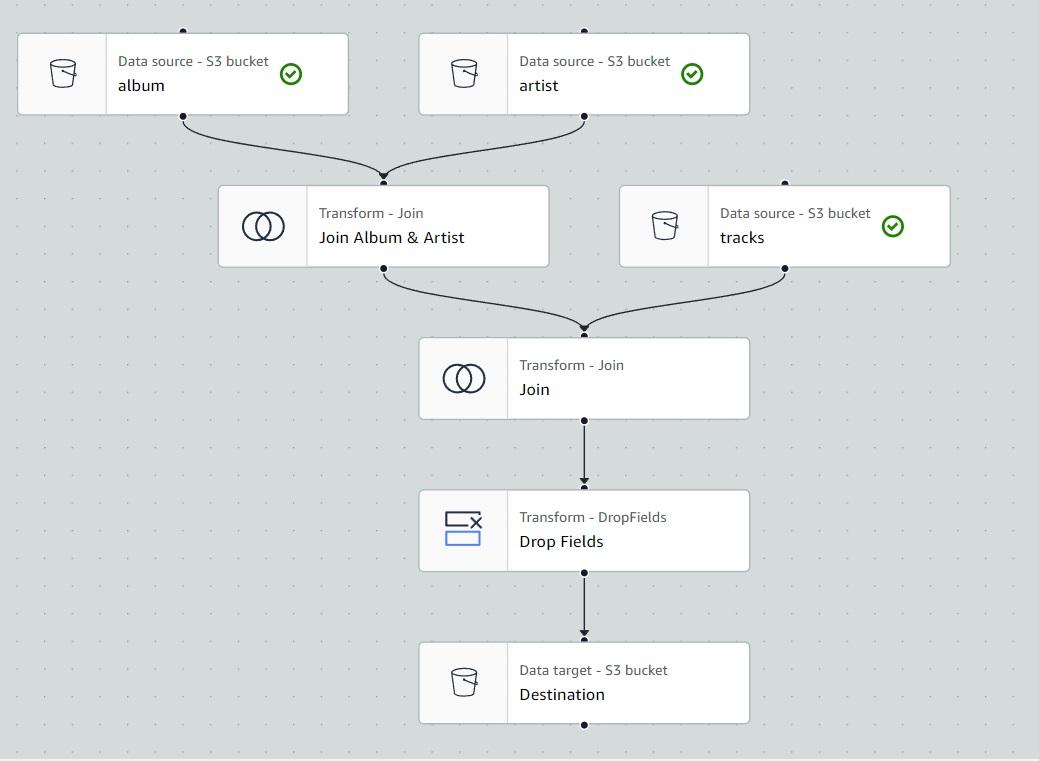 Data source - S3 bucket
album
Data source - S3 bucket
artist
Transform - Join
Join Album & Artist
Data source - S3 bucket
tracks
Transform - Join
Join
Transform - DropFields
Drop Fields
Data target - S3 bucket
Destination